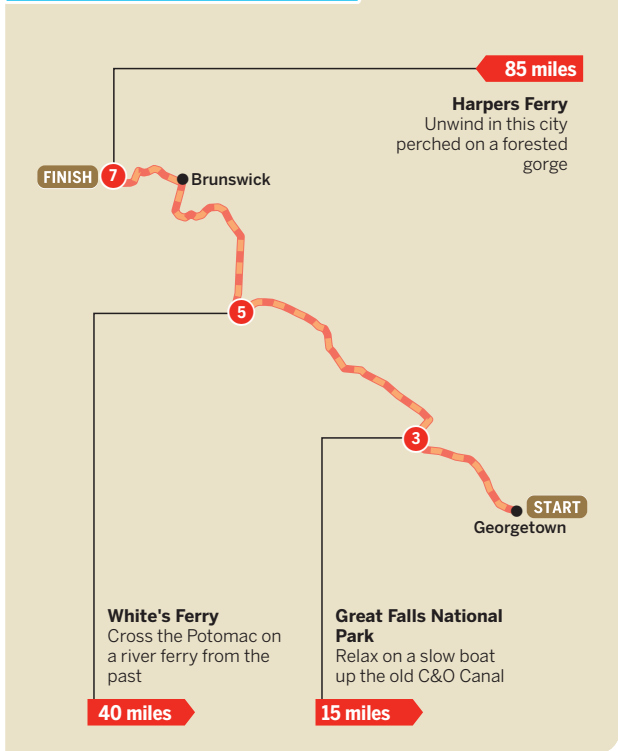 85 miles
Harpers Ferry
Unwind in this city
perched on a forested
gorge
FINISH
7
Brunswick
5
3
START
Georgetown
White's Ferry
Cross the Potomac on
a river ferry from the
past
40 miles
Great Falls National
Park
Relax on a slow boat
up the old C&O Canal
15 miles